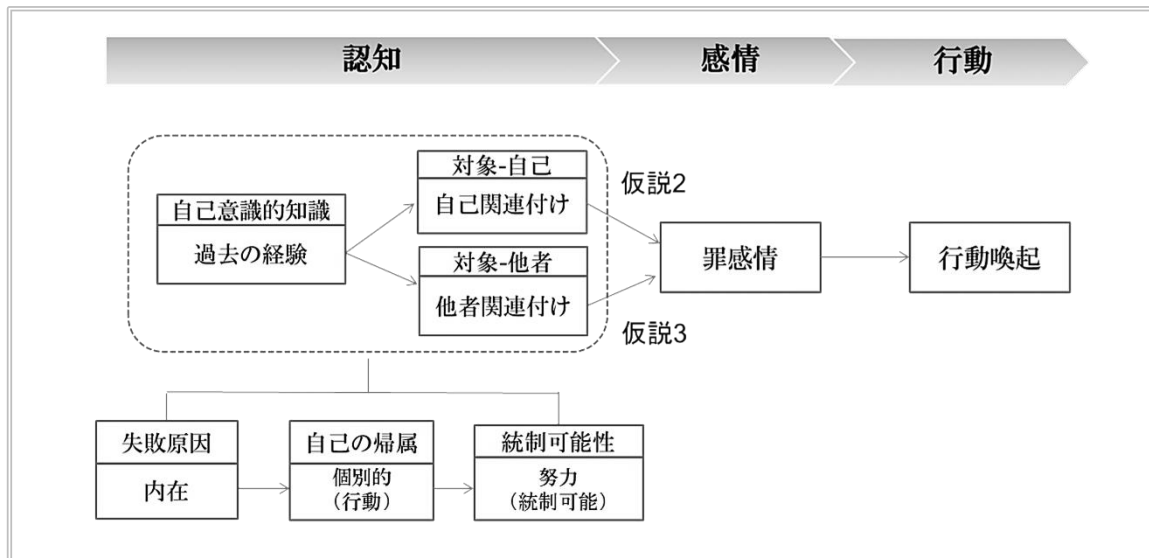 認知
感情
行動
対象-自己
自己関連付け
仮説2
自己意識的知識
過去の経験
対象-他者
他者関連付け
仮説3
罪感情
行動喚起
失敗原因
内在
自己の帰属
個別的
（行動）
統制可能性
努力
（統制可能）